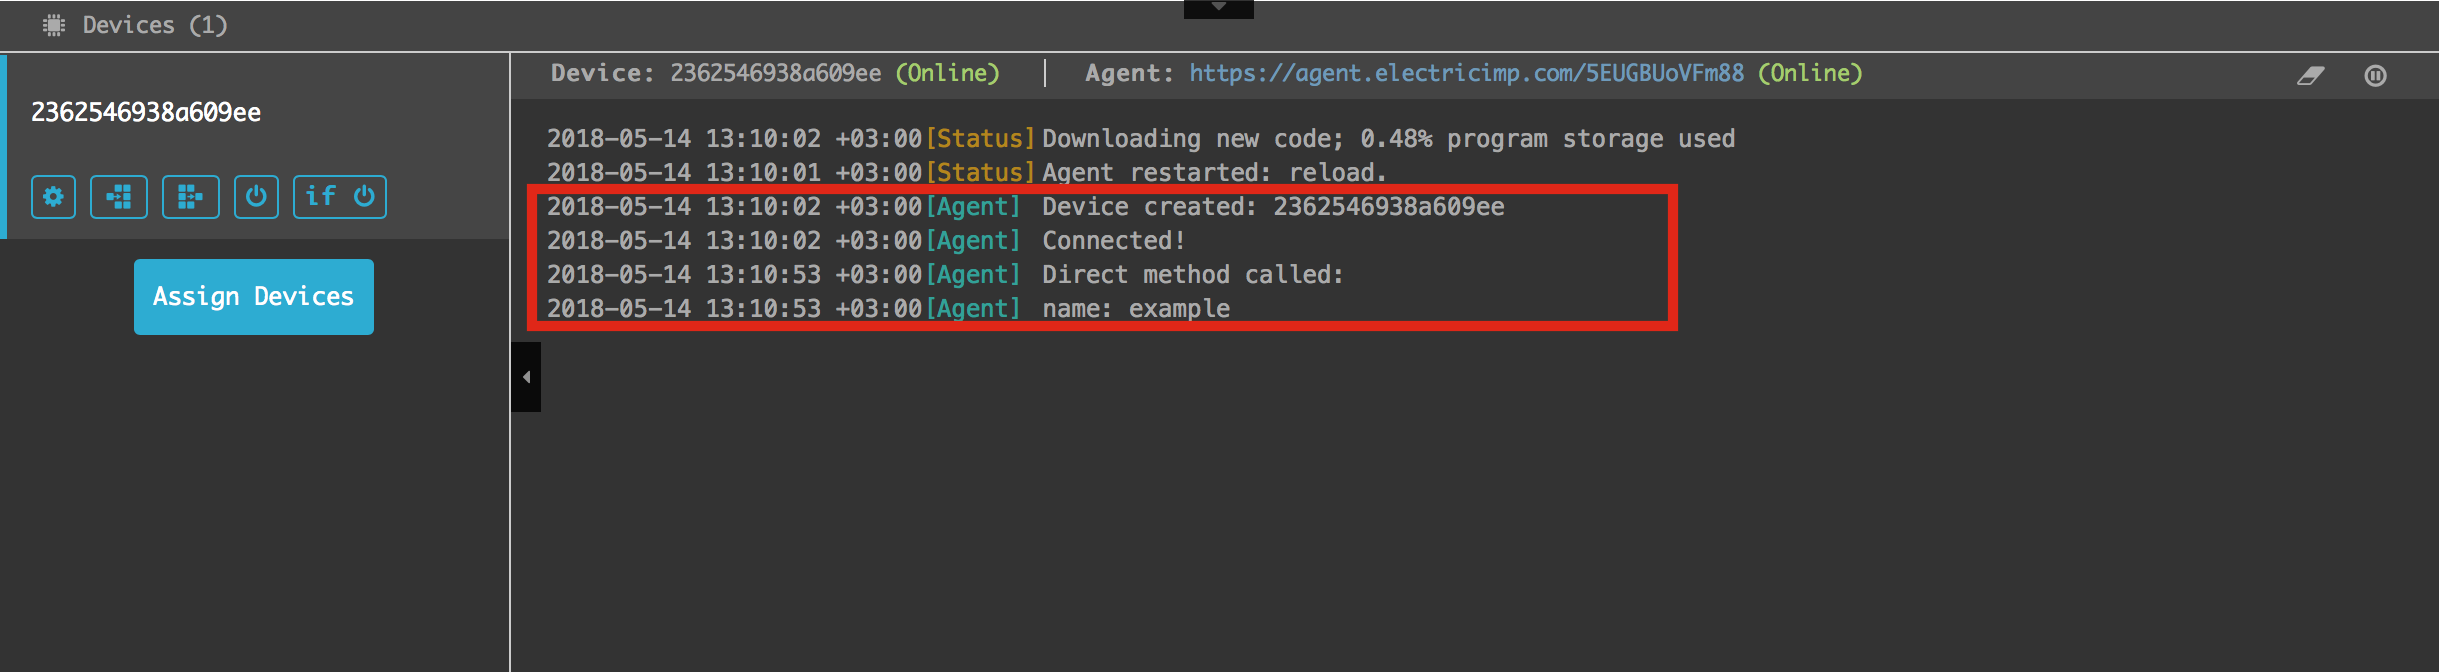 Devices (1)
Device: 2362546938a609ee (Online) | Agent: https://agent.electricimp.com/5EUGBUoVFm88 (Online)
2362546938a609ee
if
Assign Devices
2018-05-14 13:10:02 +03:00[Status] Downloading new code; 0.48% program storage used
2018-05-14 13:10:01 +03:00[Status] Agent restarted: reload.
2018-05-14 13:10:02 +03:00[Agent] Device created: 2362546938a609ee
2018-05-14 13:10:02 +03:00[Agent] Connected!
2018-05-14 13:10:53 +03:00[Agent] Direct method called:
2018-05-14 13:10:53 +03:00[Agent] name: example